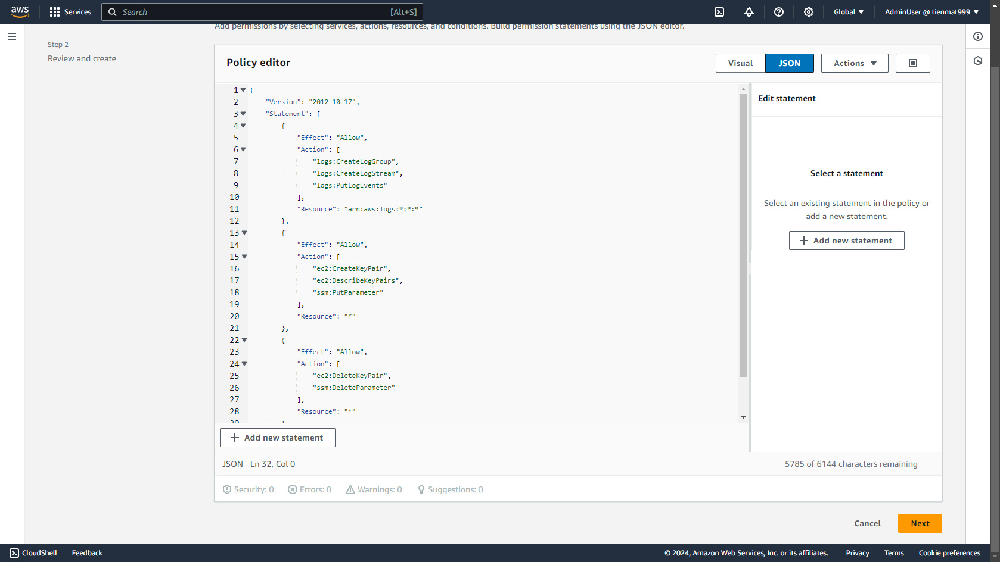 aws
Services
Search
[Alt+S]
Global
AdminUser @ tienmat999
Add permissions by selecting services, actions, resources, and conditions. Build permission statements using the JSON editor.
Step 2
Review and create
Policy editor
Visual
JSON
Actions
1 {
2 "Version": "2012-10-17",
3 "Statement": [
4 {
5 "Effect": "Allow",
6 "Action": [
7 "logs:CreateLogGroup",
8 "logs:CreateLogStream",
9 "logs:PutLogEvents"
10 ],
11 "Resource": "arn:aws:logs:*:*:*"
12 },
13 {
14 "Effect": "Allow",
15 "Action": [
16 "ec2:CreateKeyPair",
17 "ec2:DescribeKeyPairs",
18 "ssm:PutParameter"
19 ],
20 "Resource": "*"
21 },
22 {
23 "Effect": "Allow",
24 "Action": [
25 "ec2:DeleteKeyPair",
26 "ssm:DeleteParameter"
27 ],
28 "Resource": "*"
29 }
Edit statement
Select a statement
Select an existing statement in the policy or
add a new statement.
Add new statement
Add new statement
JSON Ln 32, Col 0
5785 of 6144 characters remaining
Security: 0
Errors: 0
Warnings: 0
Suggestions: 0
Cancel
Next
CloudShell
Feedback
© 2024, Amazon Web Services, Inc. or its affiliates.
Privacy
Terms
Cookie preferences